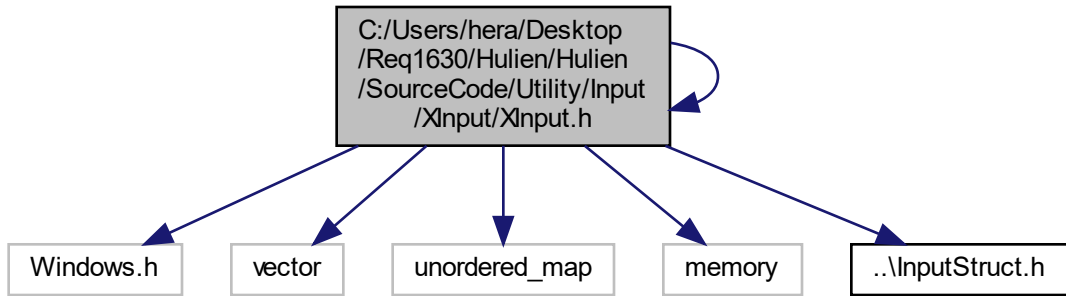 C:/Users/hera/Desktop
/Req1630/Hulien/Hulien
/SourceCode/Utility/Input
/XInput/XInput.h
Windows.h
vector
unordered_map
memory
..\InputStruct.h